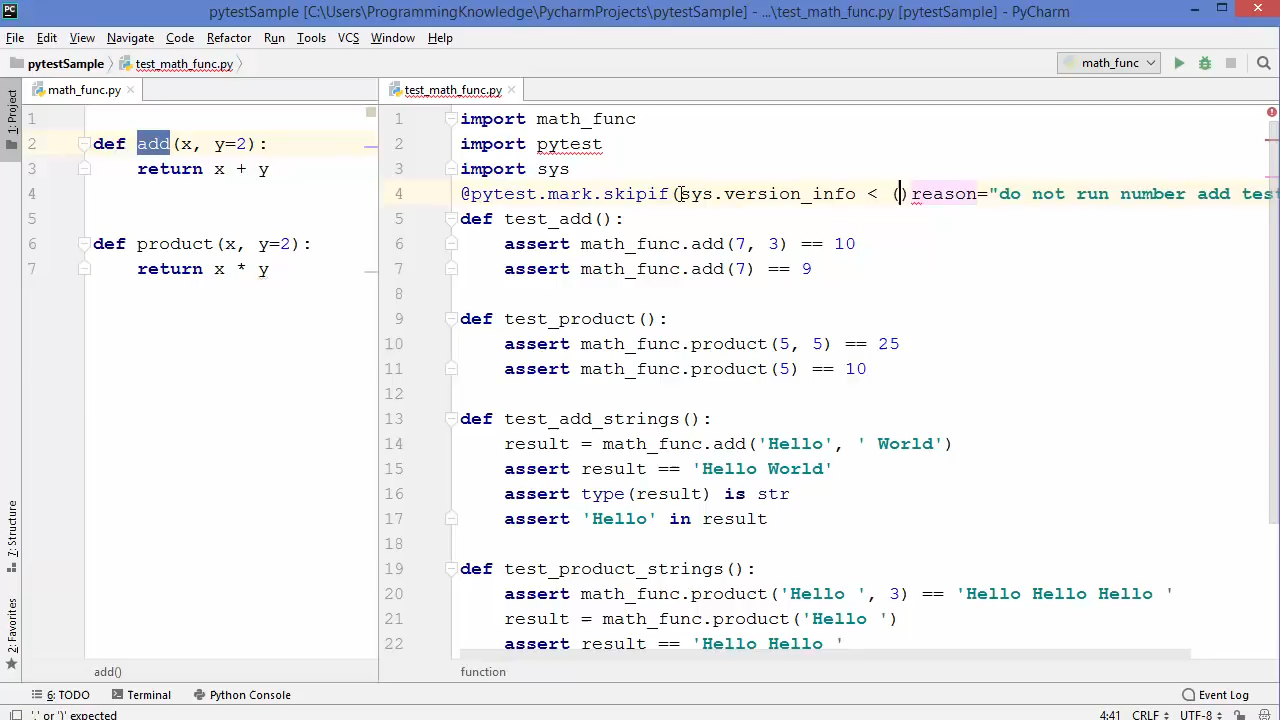 PC pytestSample [C:\Users\ProgrammingKnowledge\PycharmProjects\pytestSample] - ...\test_math_func.py [pytestSample] - PyCharm
File Edit View Navigate Code Refactor Run Tools VCS Window Help
pytestSample test_math_func.py math_func
1: Project
7: Structure
2: Favorites
math_func.py
1
2 def add(x, y=2):
3 return x + y
4
5
6 def product(x, y=2):
7 return x * y
add()
test_math_func.py
1 import math_func
2 import pytest
3 import sys
4 @pytest.mark.skipif(sys.version_info < ()reason="do not run number add test
5 def test_add():
6 assert math_func.add(7, 3) == 10
7 assert math_func.add(7) == 9
8
9 def test_product():
10 assert math_func.product(5, 5) == 25
11 assert math_func.product(5) == 10
12
13 def test_add_strings():
14 result = math_func.add('Hello', ' World')
15 assert result == 'Hello World'
16 assert type(result) is str
17 assert 'Hello' in result
18
19 def test_product_strings():
20 assert math_func.product('Hello ', 3) == 'Hello Hello Hello '
21 result = math_func.product('Hello ')
22 assert result == 'Hello Hello '
function
6: TODO Terminal Python Console Event Log
',' or ')' expected 4:41 CRLF UTF-8